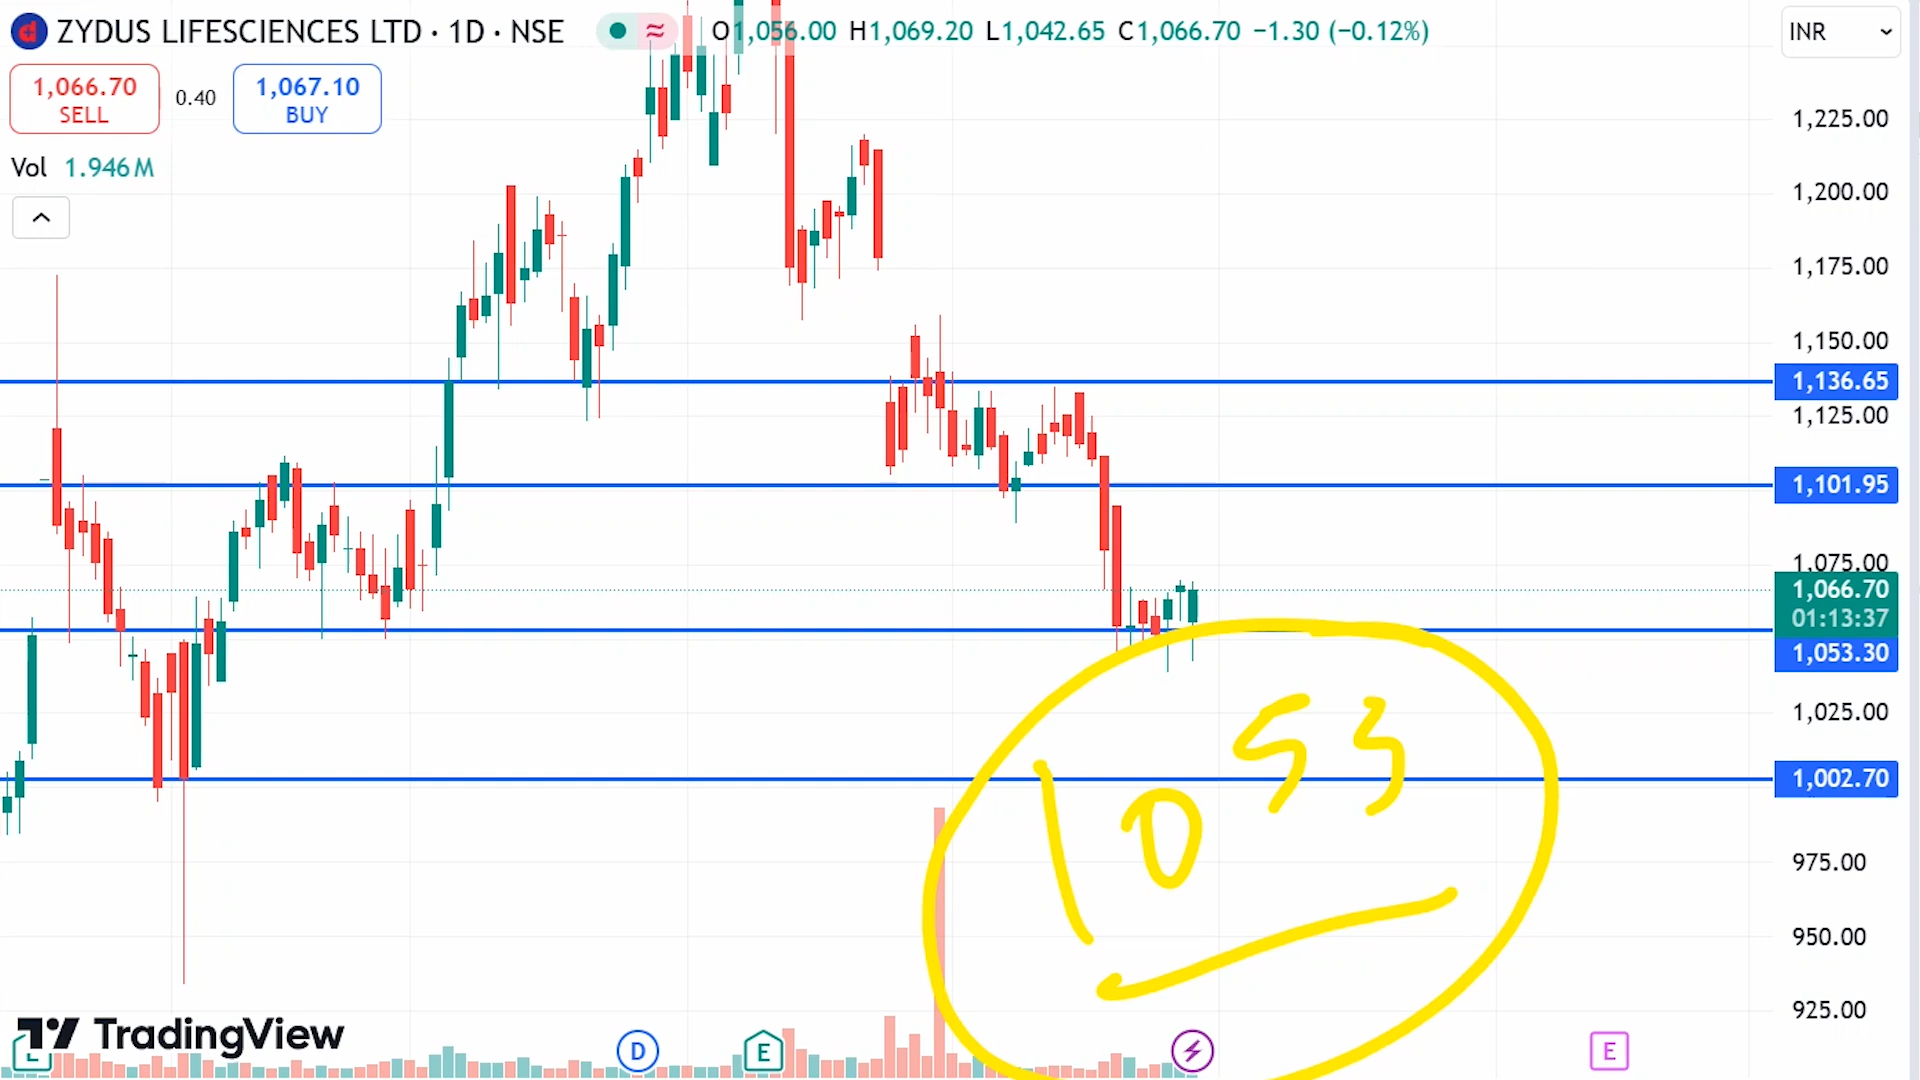 ZYDUS LIFESCIENCES LTD · 1D · NSE
O1,056.00 H1,069.20 L1,042.65 C1,066.70 −1.30 (−0.12%)
INR
1,066.70
SELL
0.40
1,067.10
BUY
Vol 1.946 M
1,225.00
1,200.00
1,175.00
1,150.00
1,136.65
1,125.00
1,101.95
1,075.00
1,066.70
01:13:37
1,053.30
1,025.00
1,002.70
975.00
950.00
925.00
1053
TradingView
E
D
E
E